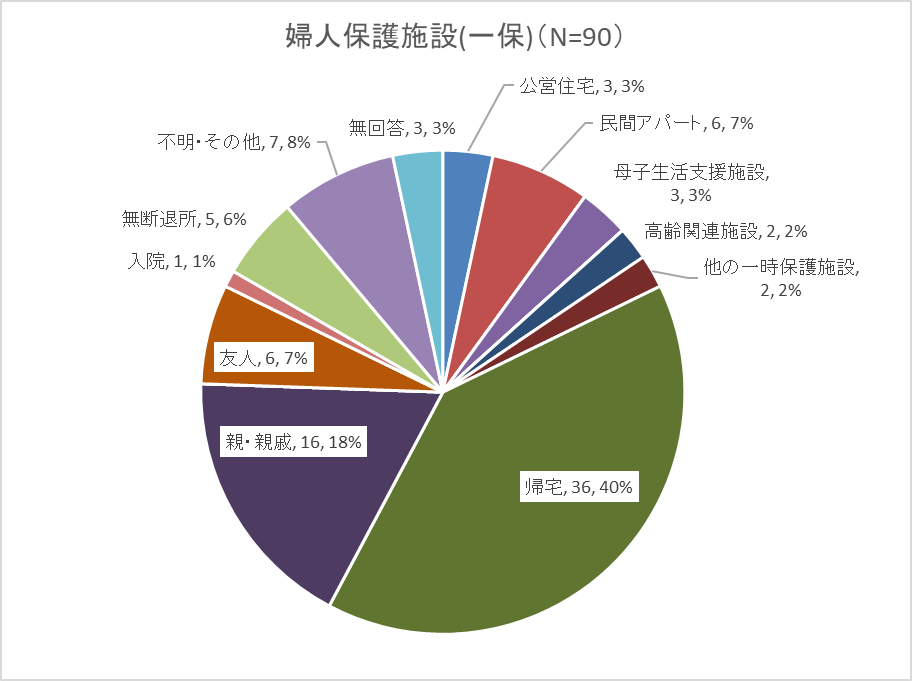 婦人保護施設(一保)（N=90）
公営住宅, 3, 3%
民間アパート, 6, 7%
母子生活支援施設,
3, 3%
高齢関連施設, 2, 2%
他の一時保護施設,
2, 2%
帰宅, 36, 40%
親・親戚, 16, 18%
友人, 6, 7%
入院, 1, 1%
無断退所, 5, 6%
不明・その他, 7, 8%
無回答, 3, 3%